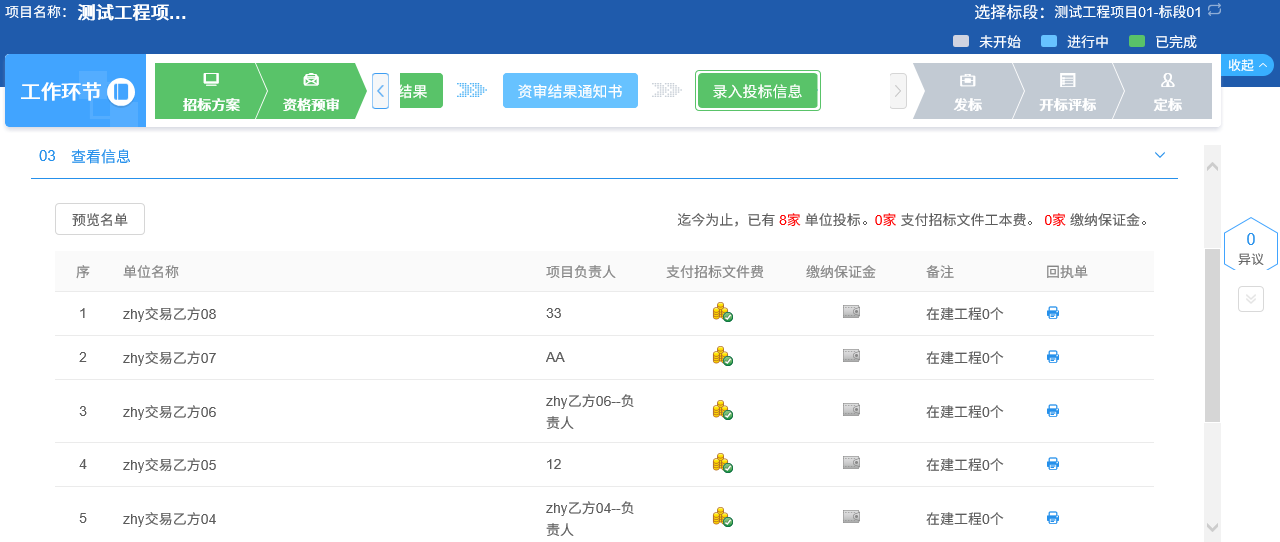 项目名称： 测试工程项...
选择标段： 测试工程项目01-标段01
未开始 进行中 已完成
工作环节 招标方案 资格预审 结果 资审结果通知书 录入投标信息 发标 开标评标 定标 收起
03 查看信息
预览名单 迄今为止，已有 8家 单位投标。0家 支付招标文件工本费。 0家 缴纳保证金。
0
异议
序 单位名称 项目负责人 支付招标文件费 缴纳保证金 备注 回执单
1 zhy交易乙方08 33 在建工程0个
2 zhy交易乙方07 AA 在建工程0个
3 zhy交易乙方06 zhy乙方06--负责人 在建工程0个
4 zhy交易乙方05 12 在建工程0个
5 zhy交易乙方04 zhy乙方04--负责人 在建工程0个